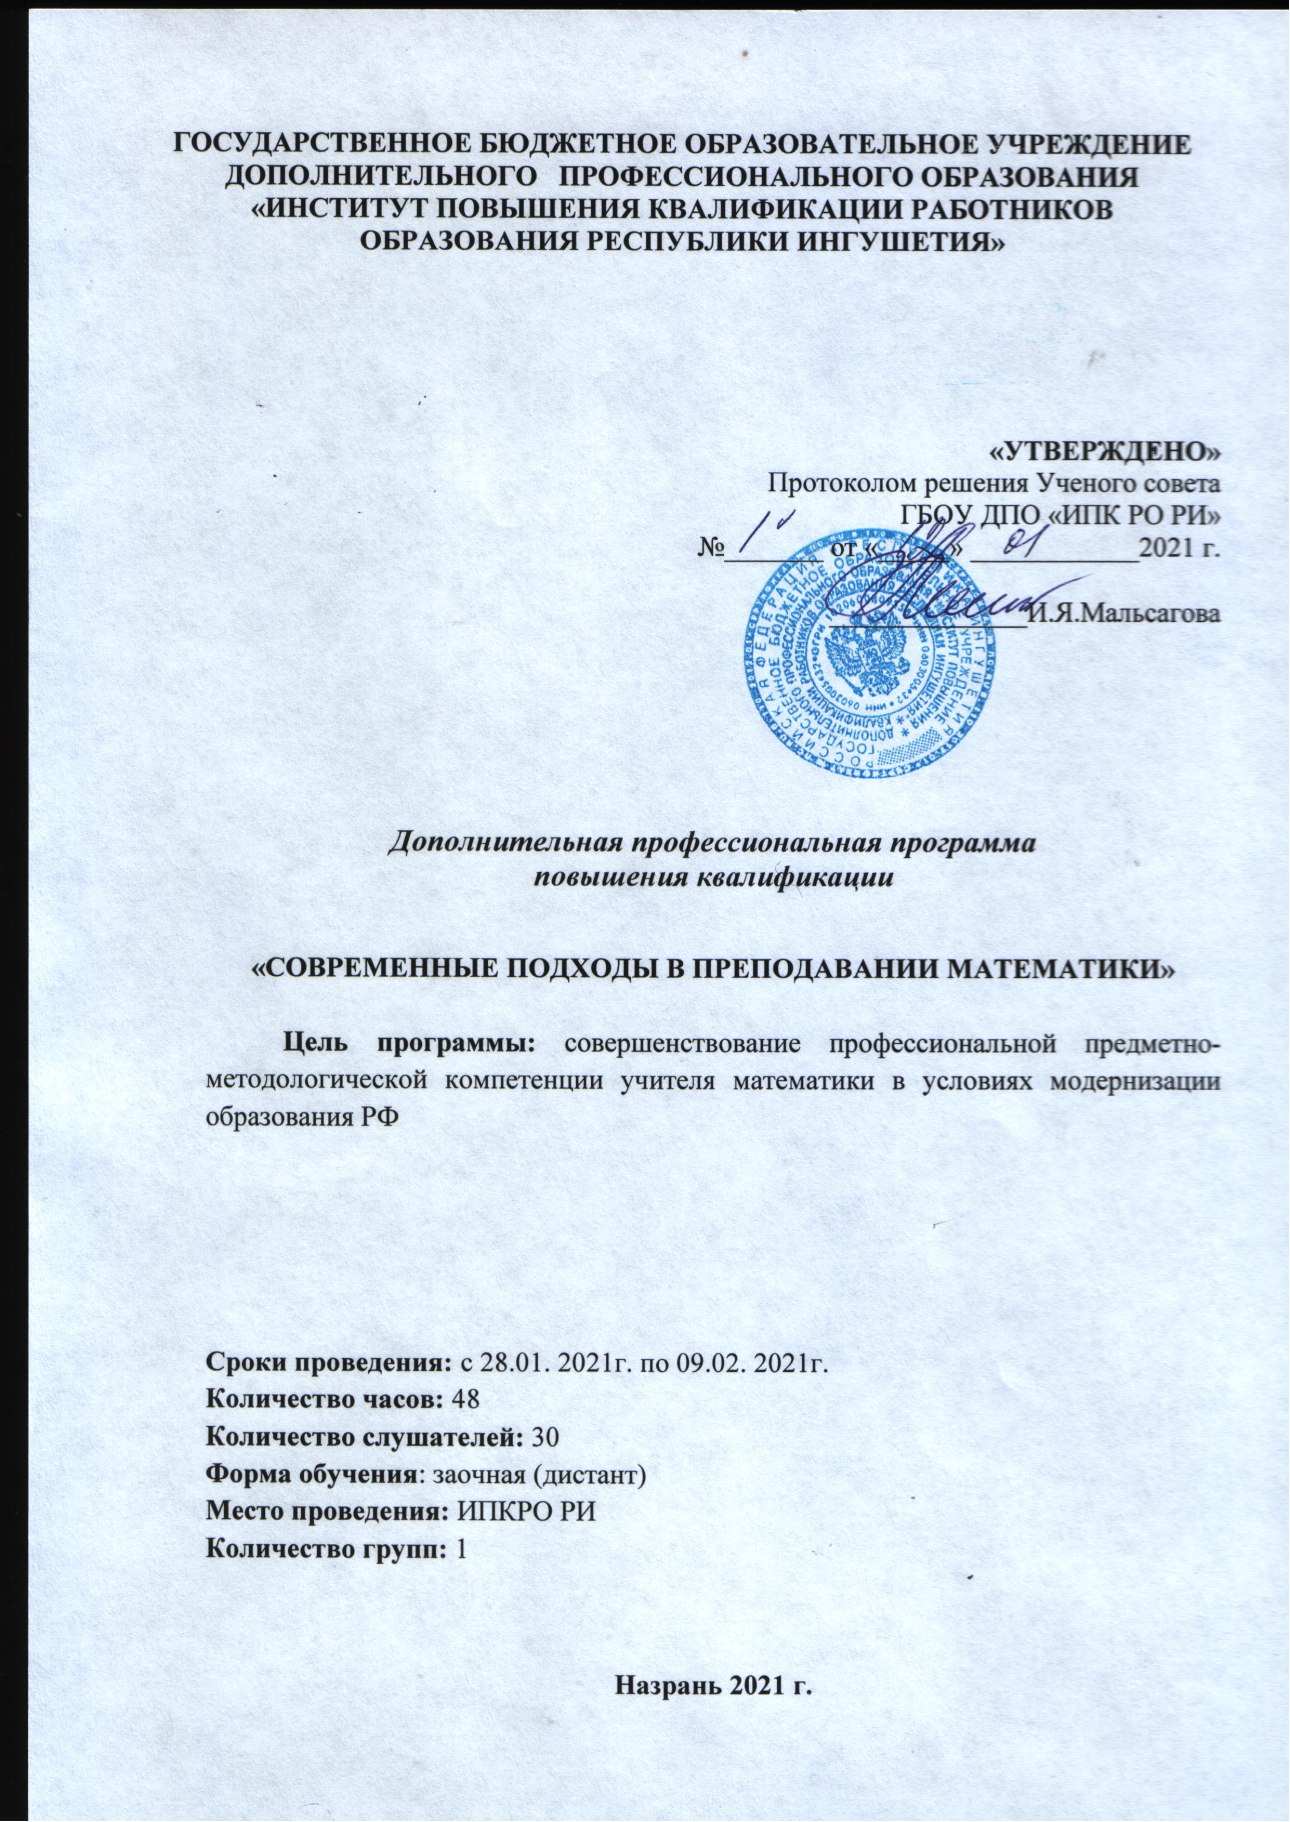 ГОСУДАРСТВЕННОЕ БЮДЖЕТНОЕ ОБРАЗОВАТЕЛЬНОЕ УЧРЕЖДЕНИЕ
ДОПОЛНИТЕЛЬНОГО ПРОФЕССИОНАЛЬНОГО ОБРАЗОВАНИЯ
«ИНСТИТУТ ПОВЫШЕНИЯ КВАЛИФИКАЦИИ РАБОТНИКОВ
ОБРАЗОВАНИЯ РЕСПУБЛИКИ ИНГУШЕТИЯ»
«УТВЕРЖДЕНО»
Протоколом решения Ученого совета
ГБОУ ДПО «ИПК РО РИ»
№ 1 от « » 01 2021 г.
И.Я.Мальсагова
Дополнительная профессиональная программа
повышения квалификации
«СОВРЕМЕННЫЕ ПОДХОДЫ В ПРЕПОДАВАНИИ МАТЕМАТИКИ»
Цель программы: совершенствование профессиональной предметно-
методологической компетенции учителя математики в условиях модернизации
образования РФ
Сроки проведения: с 28.01. 2021г. по 09.02. 2021г.
Количество часов: 48
Количество слушателей: 30
Форма обучения: заочная (дистант)
Место проведения: ИПКРО РИ
Количество групп: 1
Назрань 2021 г.